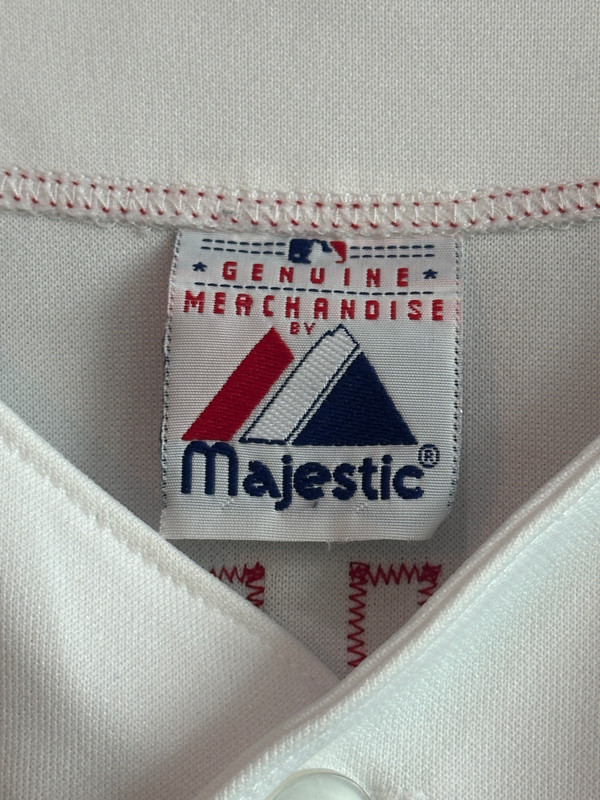 * GENUINE *
MERCHANDISE
BY
Majestic®